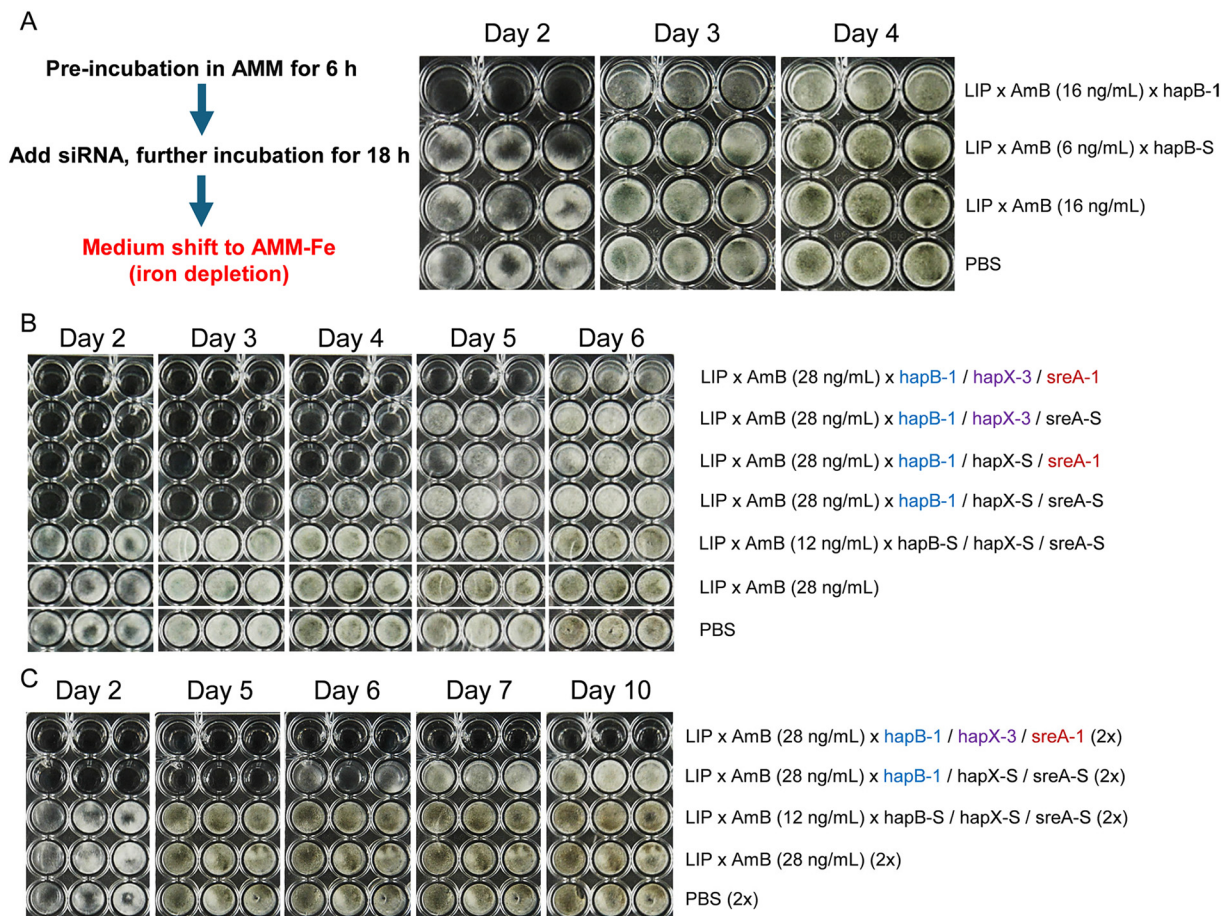 A
Pre-incubation in AMM for 6 h
Add siRNA, further incubation for 18 h
Medium shift to AMM-Fe
(iron depletion)
Day 2 Day 3 Day 4
LIP x AmB (16 ng/mL) x hapB-1
LIP x AmB (6 ng/mL) x hapB-S
LIP x AmB (16 ng/mL)
PBS
B
Day 2 Day 3 Day 4 Day 5 Day 6
LIP x AmB (28 ng/mL) x hapB-1 / hapX-3 / sreA-1
LIP x AmB (28 ng/mL) x hapB-1 / hapX-3 / sreA-S
LIP x AmB (28 ng/mL) x hapB-1 / hapX-S / sreA-1
LIP x AmB (28 ng/mL) x hapB-1 / hapX-S / sreA-S
LIP x AmB (12 ng/mL) x hapB-S / hapX-S / sreA-S
LIP x AmB (28 ng/mL)
PBS
C
Day 2 Day 5 Day 6 Day 7 Day 10
LIP x AmB (28 ng/mL) x hapB-1 / hapX-3 / sreA-1 (2x)
LIP x AmB (28 ng/mL) x hapB-1 / hapX-S / sreA-S (2x)
LIP x AmB (12 ng/mL) x hapB-S / hapX-S / sreA-S (2x)
LIP x AmB (28 ng/mL) (2x)
PBS (2x)